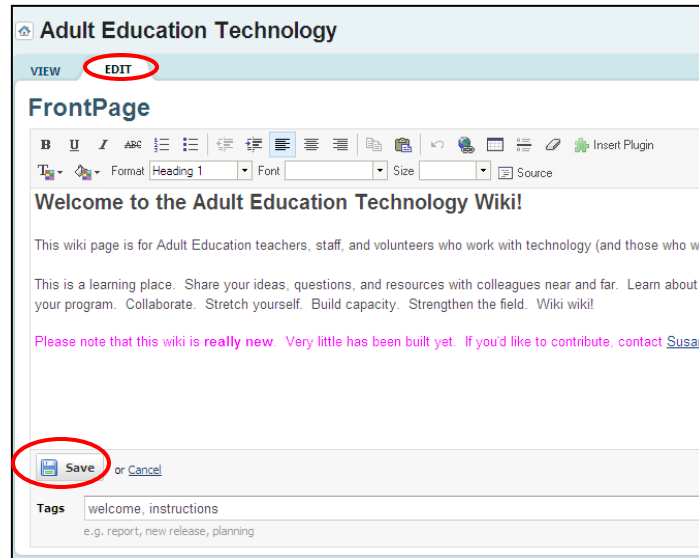 Adult Education Technology
VIEW EDIT
FrontPage
B U I ABC Insert Plugin
T Format Heading 1 Font Size Source
Welcome to the Adult Education Technology Wiki!
This wiki page is for Adult Education teachers, staff, and volunteers who work with technology (and those who w
This is a learning place. Share your ideas, questions, and resources with colleagues near and far. Learn about
your program. Collaborate. Stretch yourself. Build capacity. Strengthen the field. Wiki wiki!
Please note that this wiki is really new. Very little has been built yet. If you'd like to contribute, contact Susa
Save or Cancel
Tags welcome, instructions
e.g. report, new release, planning